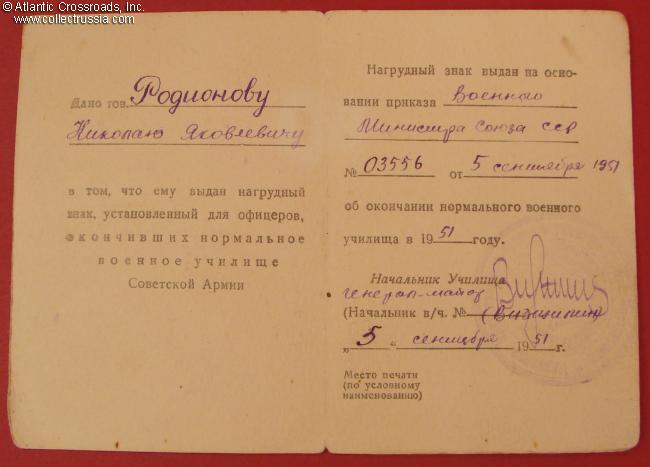 © Atlantic Crossroads, Inc.
www.collectrussia.com
Дано тов. Родионову
Николаю Яковлевичу
в том, что ему выдан нагрудный
знак, установленный для офицеров,
окончивших нормальное
военное училище
Советской Армии
Нагрудный знак выдан на осно-
вании приказа Военного
Министра Союза ССР
№ 03556 от 5 сентября 1951
об окончании нормального военного
училища в 1951 году.
Начальник Училища
генерал-майор
(Начальник в/ч. №
„5“ сентября 1951 г.
Место печати
(по условному
наименованию)